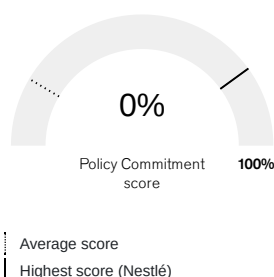 0%
Policy Commitment
score
100%
Average score
Highest score (Nestlé)